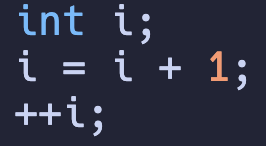 int i;
i = i + 1;
++i;